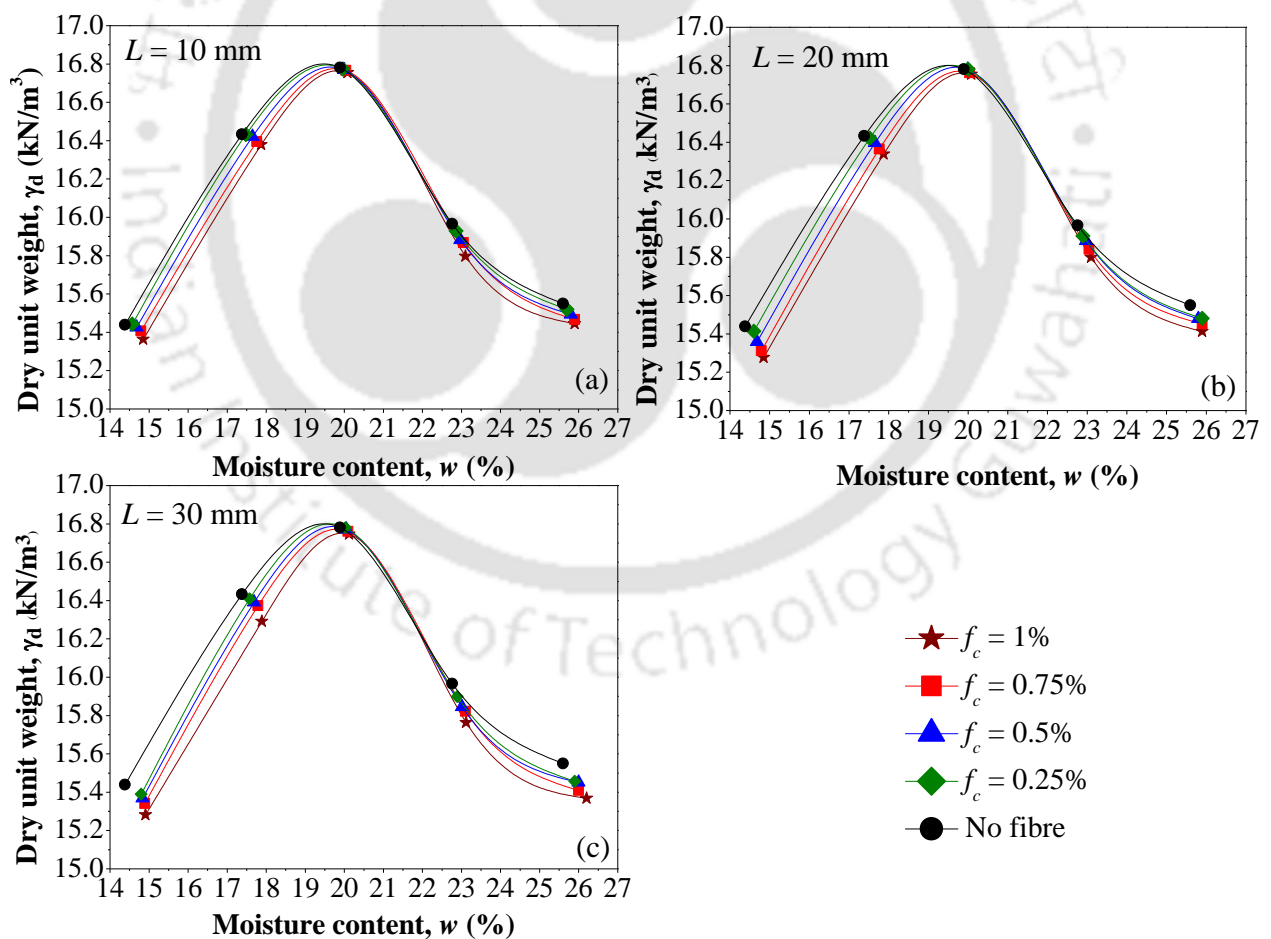 L = 10 mm
Dry unit weight, γd (kN/m³)
17.0
16.8
16.6
16.4
16.2
16.0
15.8
15.6
15.4
15.2
15.0
(a)
14 15 16 17 18 19 20 21 22 23 24 25 26 27
Moisture content, w (%)
L = 20 mm
Dry unit weight, γd (kN/m³)
17.0
16.8
16.6
16.4
16.2
16.0
15.8
15.6
15.4
15.2
15.0
(b)
14 15 16 17 18 19 20 21 22 23 24 25 26 27
Moisture content, w (%)
L = 30 mm
Dry unit weight, γd (kN/m³)
17.0
16.8
16.6
16.4
16.2
16.0
15.8
15.6
15.4
15.2
15.0
(c)
14 15 16 17 18 19 20 21 22 23 24 25 26 27
Moisture content, w (%)
fc = 1%
fc = 0.75%
fc = 0.5%
fc = 0.25%
No fibre
Indian Institute of Technology Guwahati